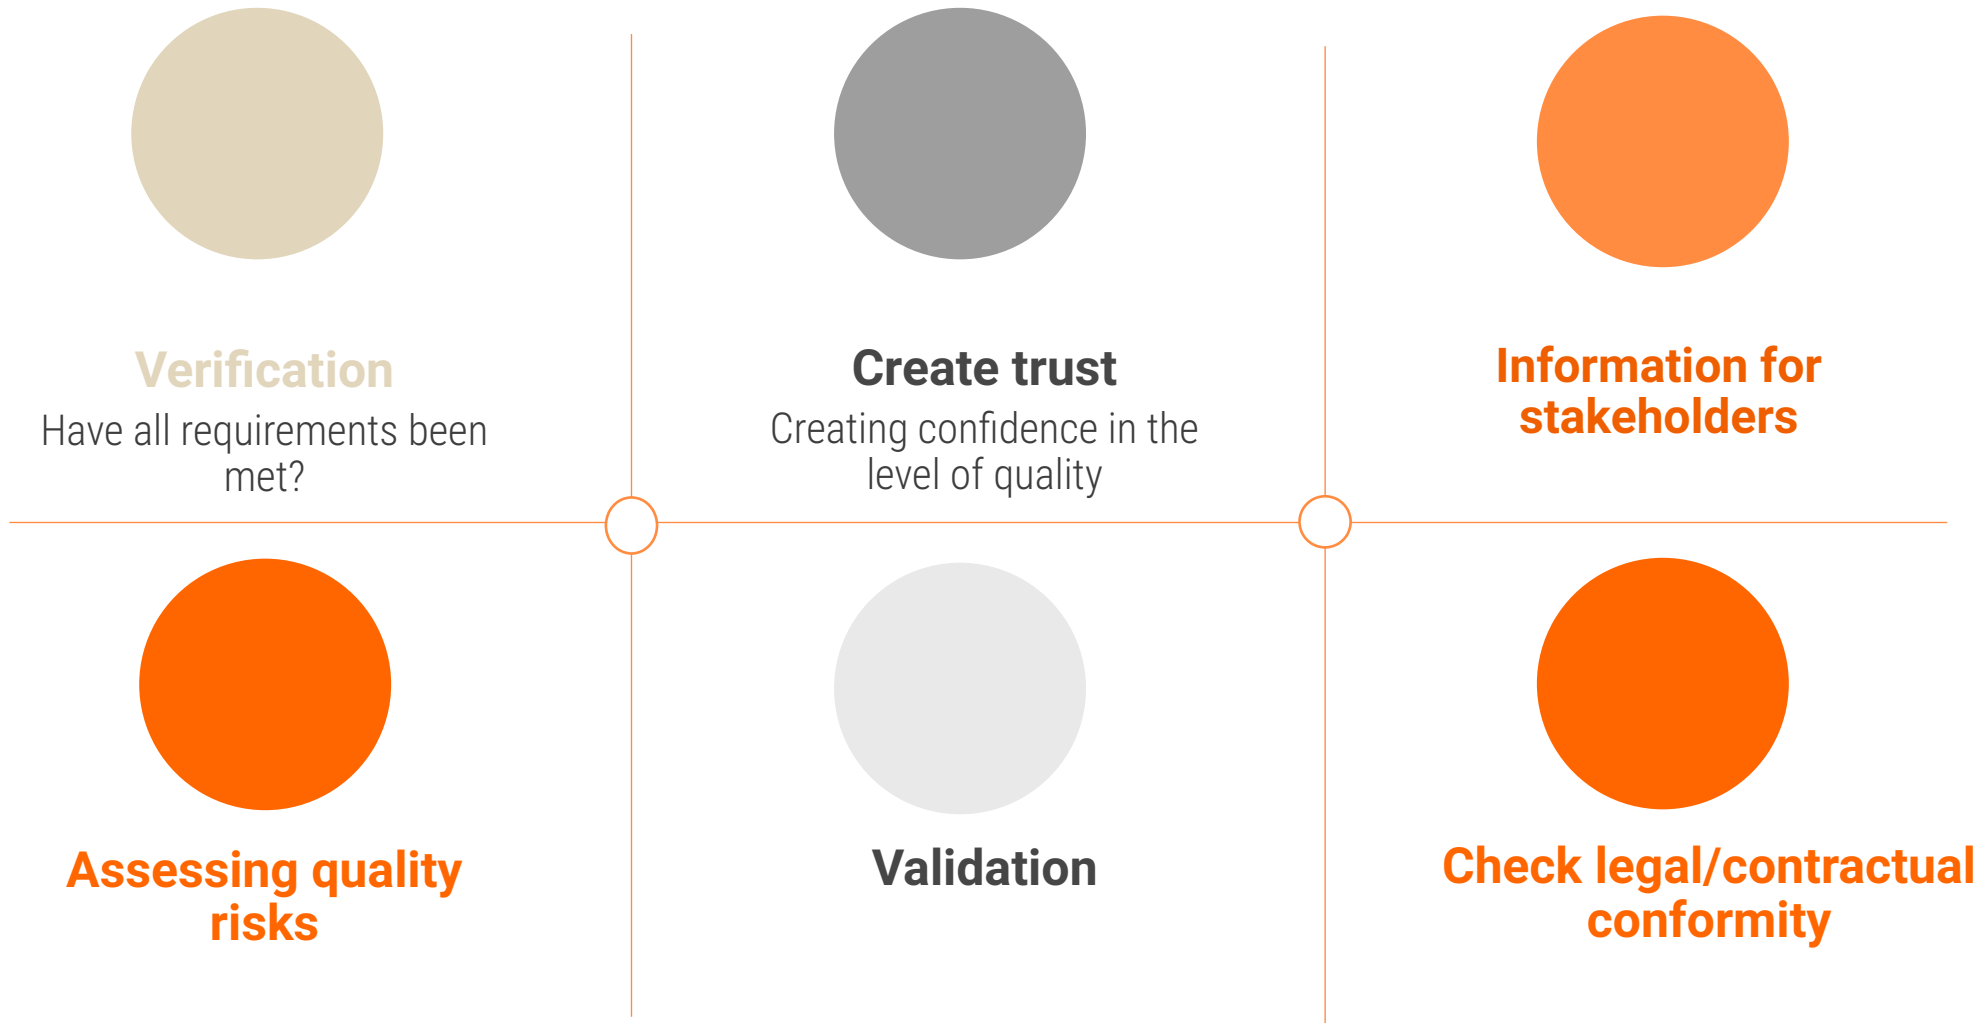 Verification
Have all requirements been
met?
Create trust
Creating confidence in the
level of quality
Information for
stakeholders
Assessing quality
risks
Validation
Check legal/contractual
conformity